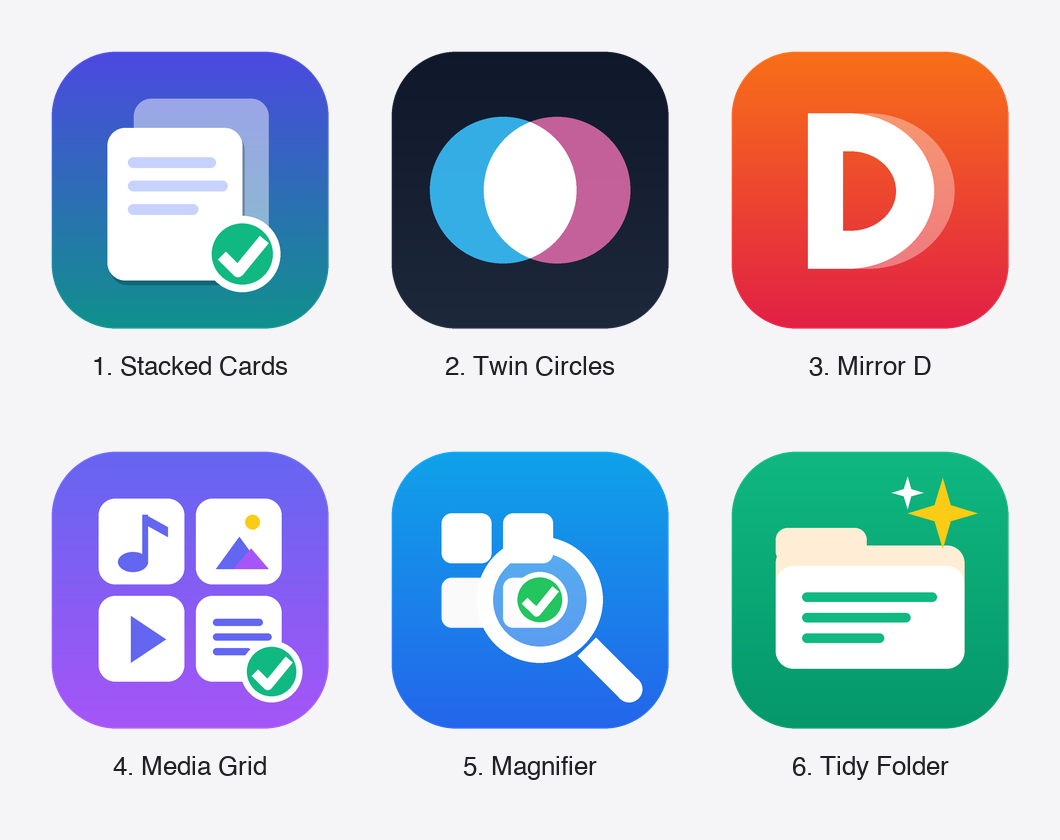 1. Stacked Cards
2. Twin Circles
D
3. Mirror D
4. Media Grid
5. Magnifier
6. Tidy Folder